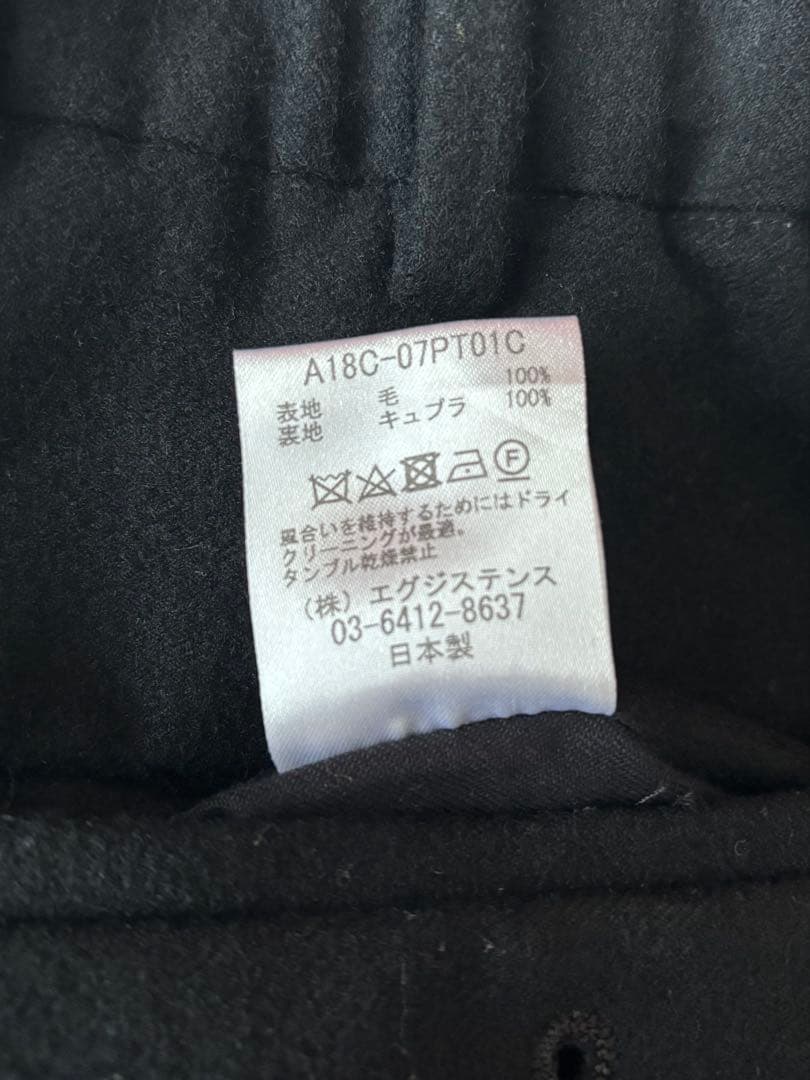 A18C-07PT01C
表地 毛 100%
裏地 キュプラ 100%
F
風合いを維持するためにはドライ
クリーニングが最適。
タンブル乾燥禁止
(株) エグジステンス
03-6412-8637
日本製